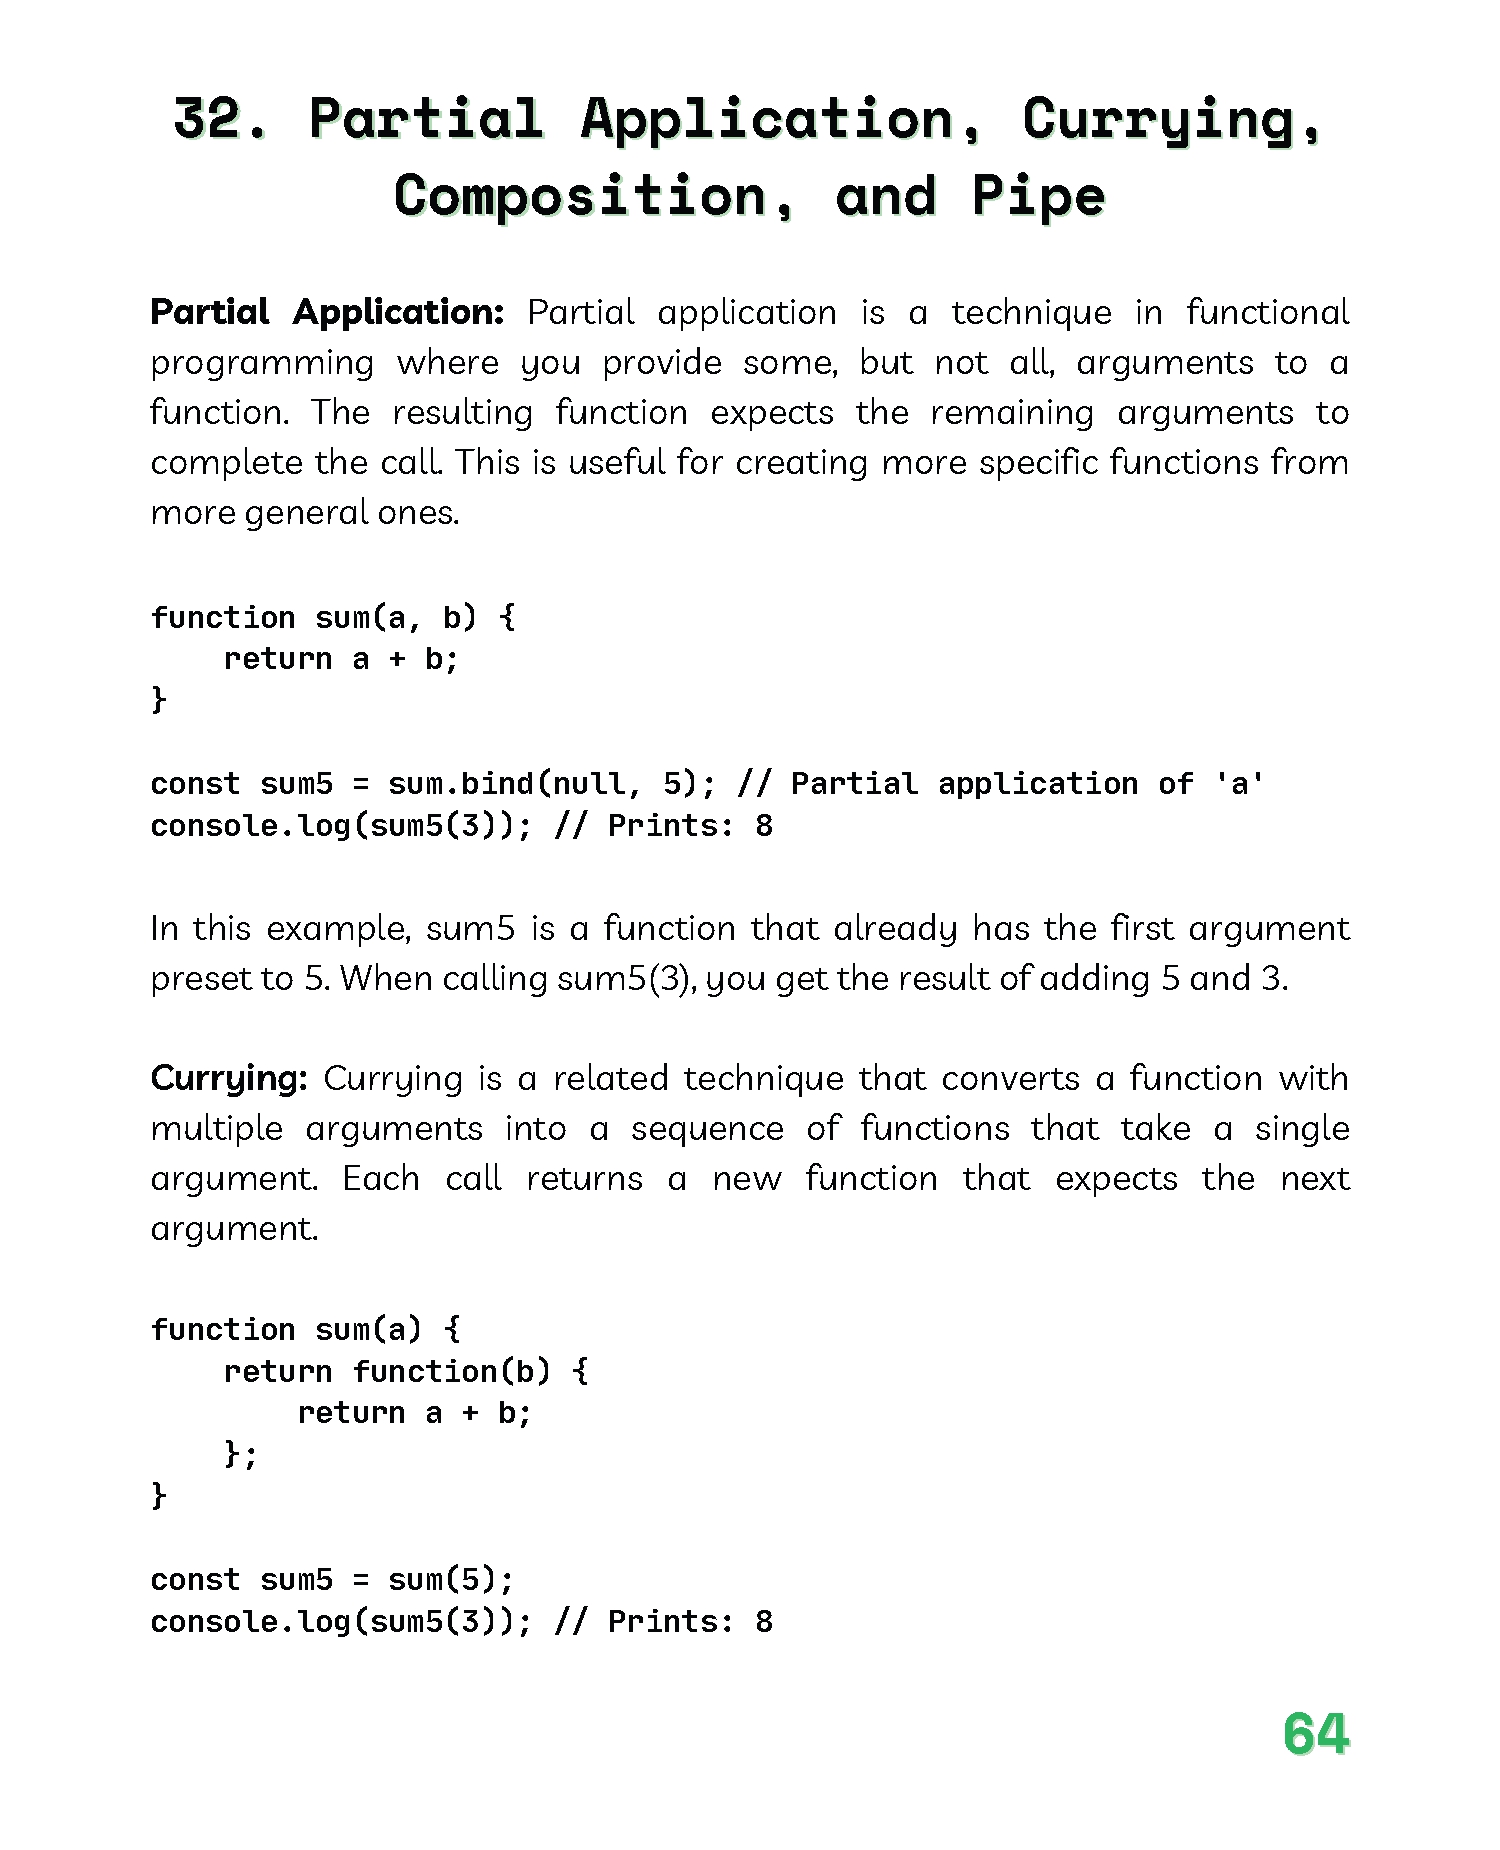 32. Partial Application, Currying,
Composition, and Pipe
Partial Application: Partial application is a technique in functional
programming where you provide some, but not all, arguments to a
function. The resulting function expects the remaining arguments to
complete the call. This is useful for creating more specific functions from
more general ones.
function sum(a, b) {
    return a + b;
}
const sum5 = sum.bind(null, 5); // Partial application of 'a'
console.log(sum5(3)); // Prints: 8
In this example, sum5 is a function that already has the first argument
preset to 5. When calling sum5(3), you get the result of adding 5 and 3.
Currying: Currying is a related technique that converts a function with
multiple arguments into a sequence of functions that take a single
argument. Each call returns a new function that expects the next
argument.
function sum(a) {
    return function(b) {
        return a + b;
    };
}
const sum5 = sum(5);
console.log(sum5(3)); // Prints: 8
64